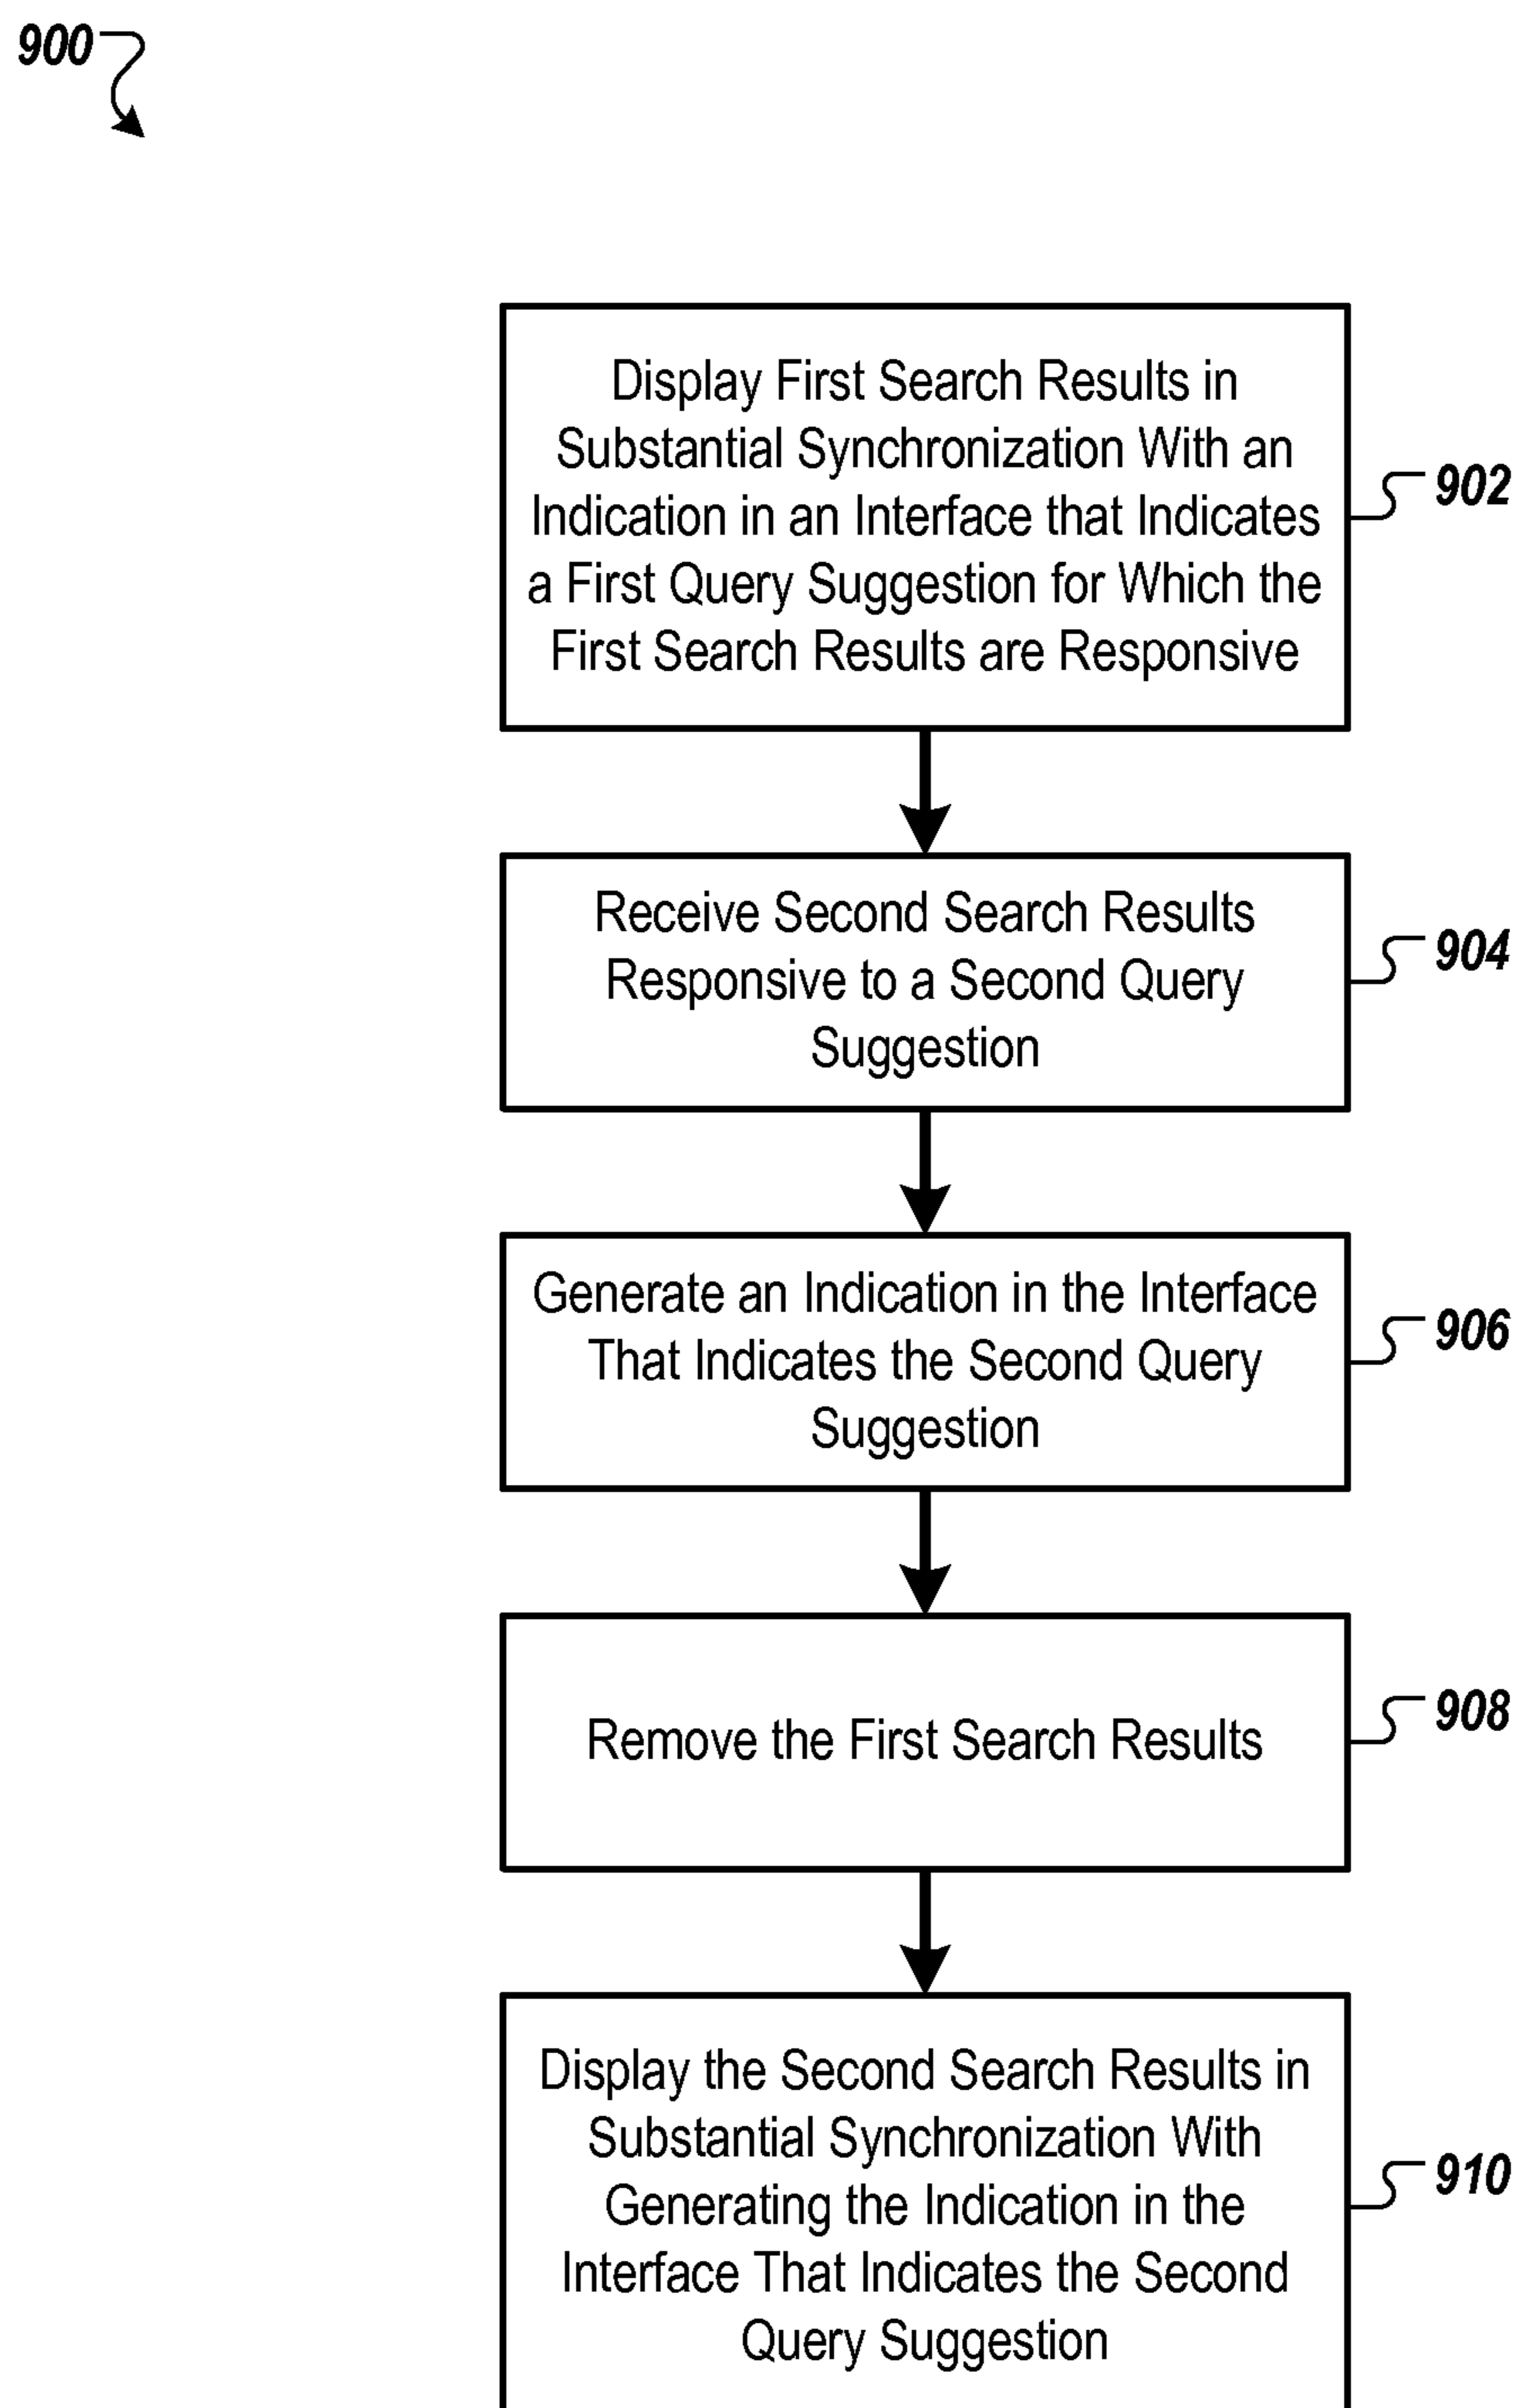 900
Display First Search Results in
Substantial Synchronization With an
Indication in an Interface that Indicates
a First Query Suggestion for Which the
First Search Results are Responsive
902
Receive Second Search Results
Responsive to a Second Query
Suggestion
904
Generate an Indication in the Interface
That Indicates the Second Query
Suggestion
906
Remove the First Search Results
908
Display the Second Search Results in
Substantial Synchronization With
Generating the Indication in the
Interface That Indicates the Second
Query Suggestion
910